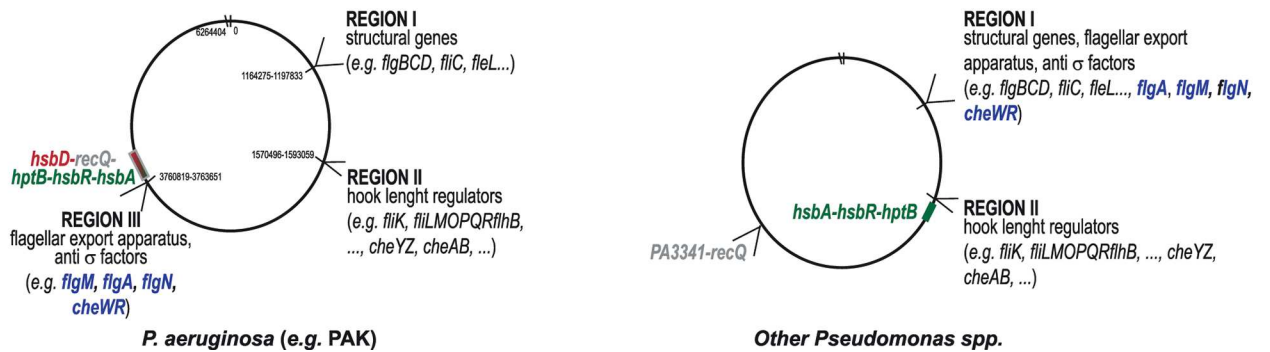 6264404 0
REGION I
structural genes
(e.g. flgBCD, fliC, fleL...)
1164275-1197833
1570496-1593059
REGION II
hook lenght regulators
(e.g. fliK, fliLMOPQRflhB,
..., cheYZ, cheAB, ...)
hsbD-recQ-
hptB-hsbR-hsbA
3760819-3763651
REGION III
flagellar export apparatus,
anti σ factors
(e.g. flgM, flgA, flgN,
cheWR)
P. aeruginosa (e.g. PAK)
REGION I
structural genes, flagellar export
apparatus, anti σ factors
(e.g. flgBCD, fliC, fleL..., flgA, flgM, flgN,
cheWR)
hsbA-hsbR-hptB
REGION II
hook lenght regulators
(e.g. fliK, fliLMOPQRflhB, ..., cheYZ,
cheAB, ...)
PA3341-recQ
Other Pseudomonas spp.